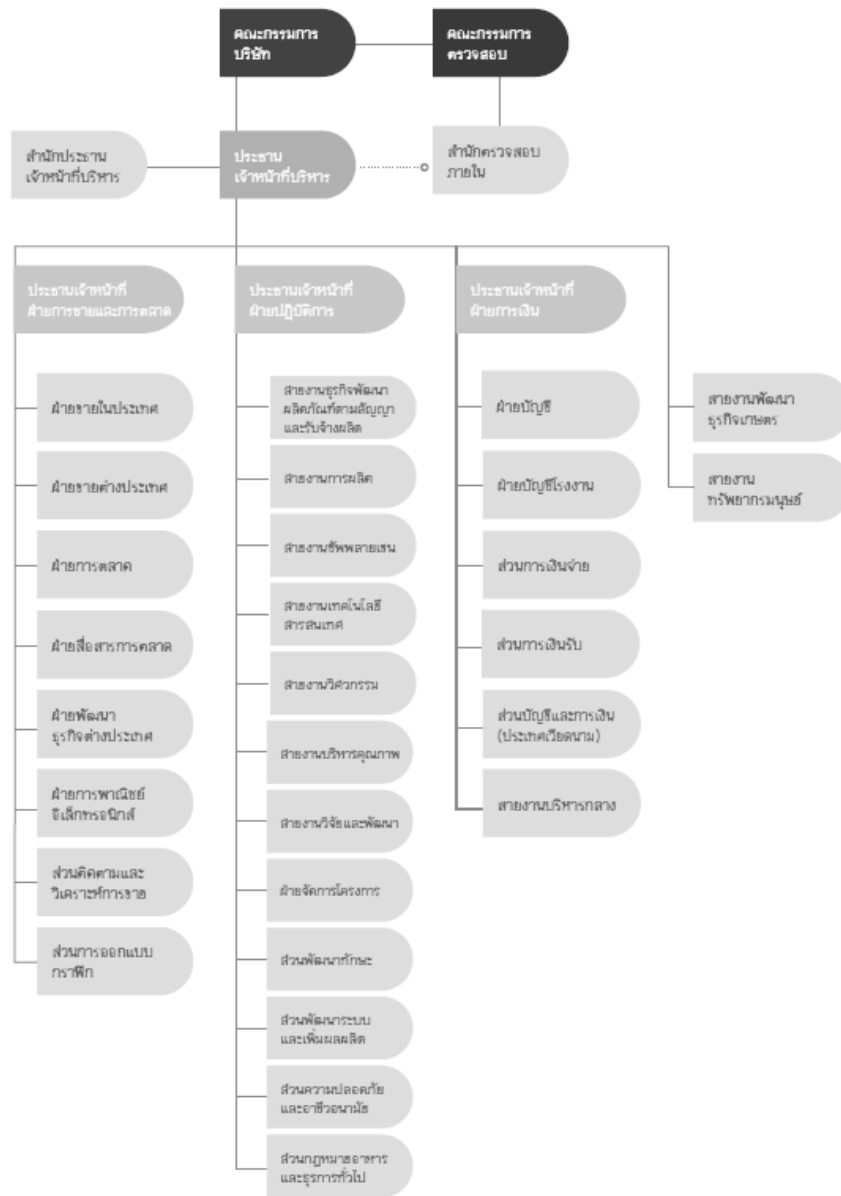 คณะกรรมการ
บริษัท
คณะกรรมการ
ตรวจสอบ
สำนักประธาน
เจ้าหน้าที่บริหาร
ประธาน
เจ้าหน้าที่บริหาร
สำนักตรวจสอบ
ภายใน
ประธานเจ้าหน้าที่
ฝ่ายการขายและการตลาด
ฝ่ายขายในประเทศ
ฝ่ายขายต่างประเทศ
ฝ่ายการตลาด
ฝ่ายสื่อสารการตลาด
ฝ่ายพัฒนา
ธุรกิจต่างประเทศ
ฝ่ายการพาณิชย์
อิเล็กทรอนิกส์
ส่วนติดตามและ
วิเคราะห์การขาย
ส่วนการออกแบบ
กราฟิก
ประธานเจ้าหน้าที่
ฝ่ายปฏิบัติการ
สายงานธุรกิจพัฒนา
ผลิตภัณฑ์ตามสัญญา
และรับจ้างผลิต
สายงานการผลิต
สายงานซัพพลายเชน
สายงานเทคโนโลยี
สารสนเทศ
สายงานวิศวกรรม
สายงานบริหารคุณภาพ
สายงานวิจัยและพัฒนา
ฝ่ายจัดการโครงการ
ส่วนพัฒนาทักษะ
ส่วนพัฒนาระบบ
และเพิ่มผลผลิต
ส่วนความปลอดภัย
และอาชีวอนามัย
ส่วนกฎหมายอาหาร
และธุรการทั่วไป
ประธานเจ้าหน้าที่
ฝ่ายการเงิน
ฝ่ายบัญชี
ฝ่ายบัญชีโรงงาน
ส่วนการเงินจ่าย
ส่วนการเงินรับ
ส่วนบัญชีและการเงิน
(ประเทศเวียดนาม)
สายงานบริหารกลาง
สายงานพัฒนา
ธุรกิจเกษตร
สายงาน
ทรัพยากรมนุษย์